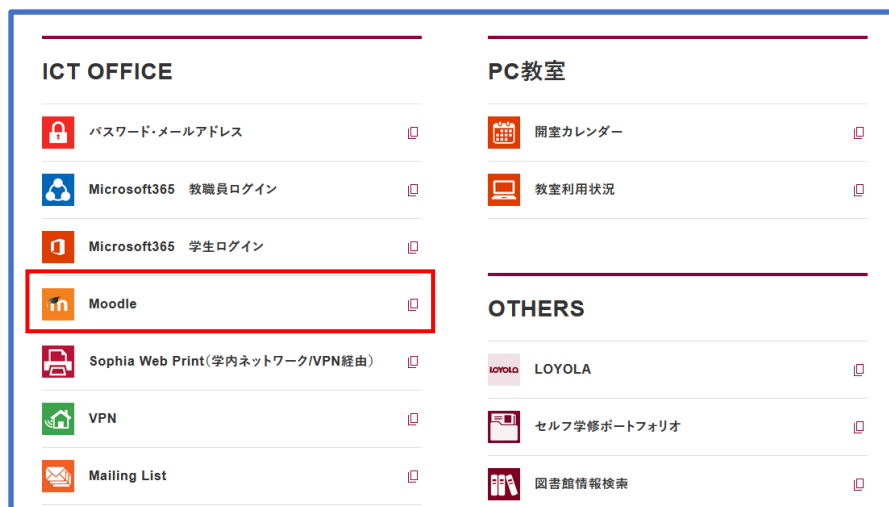 ICT OFFICE
パスワード・メールアドレス
Microsoft365 教職員ログイン
Microsoft365 学生ログイン
Moodle
Sophia Web Print（学内ネットワーク/VPN経由）
VPN
Mailing List
PC教室
開室カレンダー
教室利用状況
OTHERS
LOYOLA
LOYOLA
セルフ学修ポートフォリオ
図書館情報検索